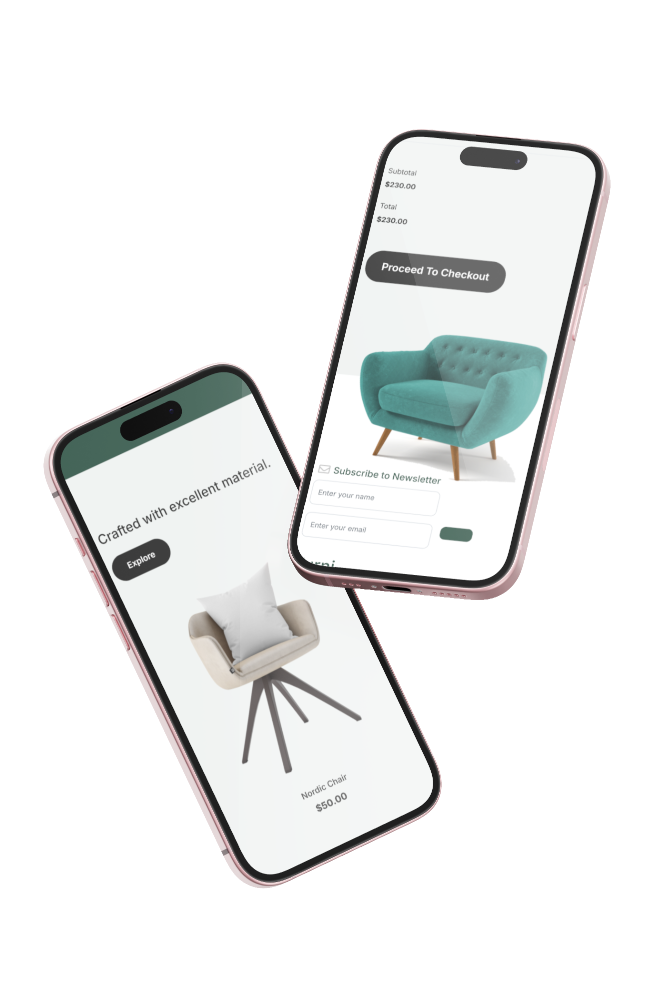 Subtotal
$230.00
Total
$230.00
Proceed To Checkout
Subscribe to Newsletter
Enter your name
Enter your email
Crafted with excellent material.
Explore
Nordic Chair
$50.00